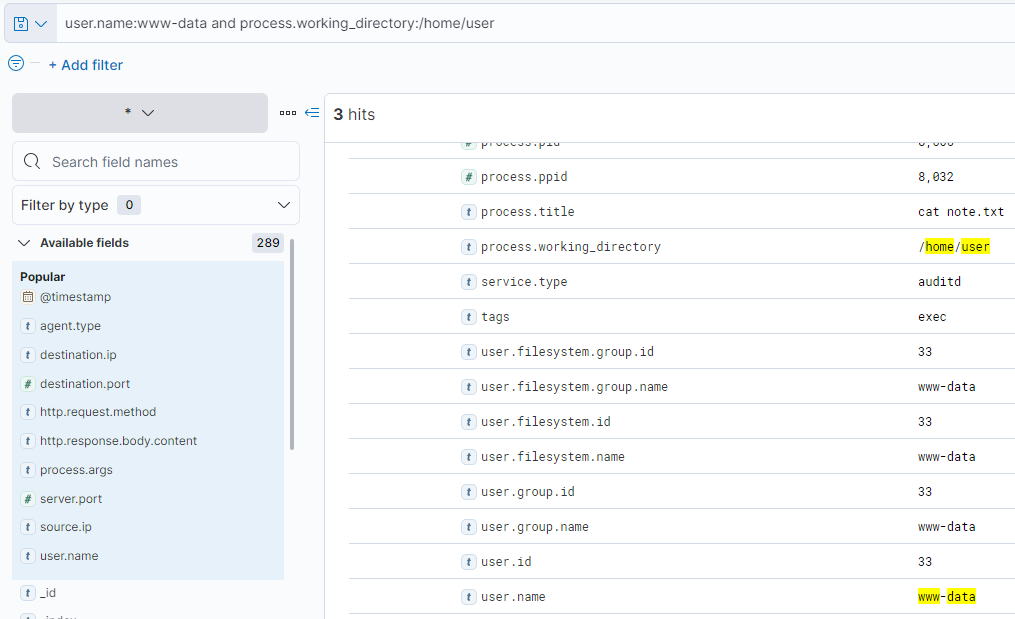 user.name:www-data and process.working_directory:/home/user
+ Add filter
*
3 hits
Search field names
Filter by type 0
Available fields 289
Popular
@timestamp
agent.type
destination.ip
destination.port
http.request.method
http.response.body.content
process.args
server.port
source.ip
user.name
_id
_index
process.pid
process.ppid 8,032
process.title cat note.txt
process.working_directory /home/user
service.type auditd
tags exec
user.filesystem.group.id 33
user.filesystem.group.name www-data
user.filesystem.id 33
user.filesystem.name www-data
user.group.id 33
user.group.name www-data
user.id 33
user.name www-data